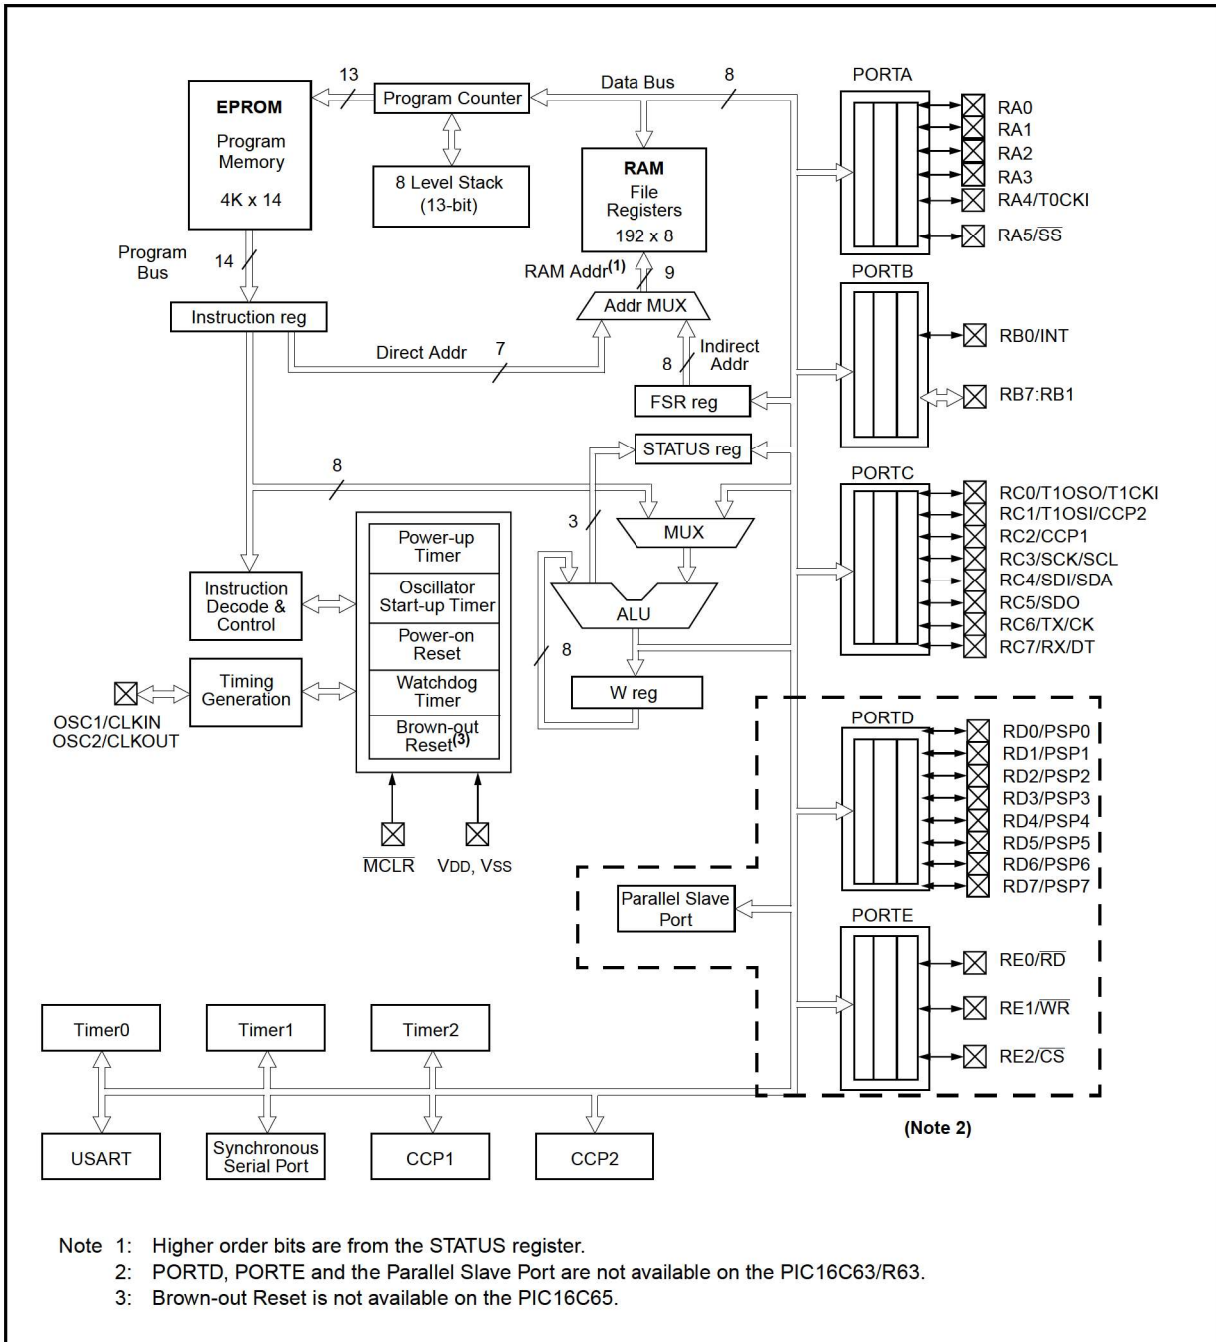 13
Data Bus
8
PORTA
EPROM
Program
Memory
4K x 14
Program Counter
8 Level Stack
(13-bit)
RAM
File
Registers
192 x 8
RA0
RA1
RA2
RA3
RA4/T0CKI
RA5/SS
Program
Bus
14
RAM Addr(1)
9
PORTB
Instruction reg
Addr MUX
Direct Addr
7
Indirect
Addr
8
FSR reg
RB0/INT
RB7:RB1
STATUS reg
8
3
MUX
PORTC
RC0/T1OSO/T1CKI
RC1/T1OSI/CCP2
RC2/CCP1
RC3/SCK/SCL
RC4/SDI/SDA
RC5/SDO
RC6/TX/CK
RC7/RX/DT
Instruction
Decode &
Control
Power-up
Timer
Oscillator
Start-up Timer
Power-on
Reset
Watchdog
Timer
Brown-out
Reset(3)
ALU
8
W reg
Timing
Generation
OSC1/CLKIN
OSC2/CLKOUT
MCLR
VDD, VSS
PORTD
RD0/PSP0
RD1/PSP1
RD2/PSP2
RD3/PSP3
RD4/PSP4
RD5/PSP5
RD6/PSP6
RD7/PSP7
Parallel Slave
Port
PORTE
RE0/RD
RE1/WR
RE2/CS
(Note 2)
Timer0
Timer1
Timer2
USART
Synchronous
Serial Port
CCP1
CCP2
Note 1: Higher order bits are from the STATUS register.
2: PORTD, PORTE and the Parallel Slave Port are not available on the PIC16C63/R63.
3: Brown-out Reset is not available on the PIC16C65.